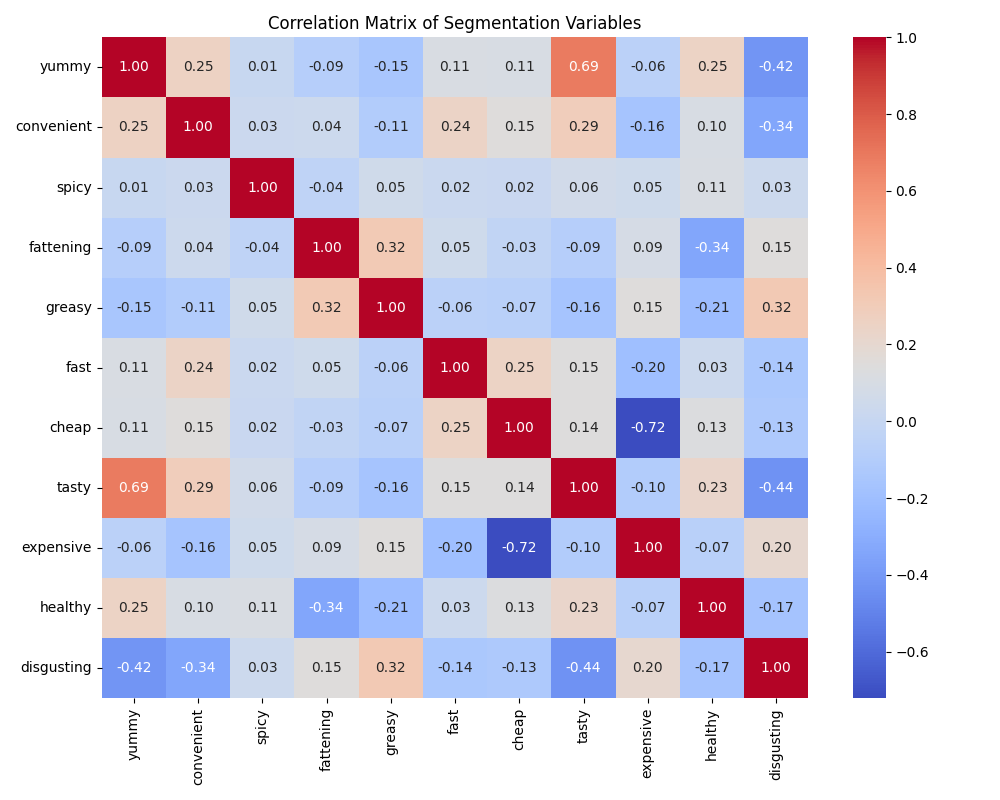 Correlation Matrix of Segmentation Variables
yummy 1.00 0.25 0.01 -0.09 -0.15 0.11 0.11 0.69 -0.06 0.25 -0.42
convenient 0.25 1.00 0.03 0.04 -0.11 0.24 0.15 0.29 -0.16 0.10 -0.34
spicy 0.01 0.03 1.00 -0.04 0.05 0.02 0.02 0.06 0.05 0.11 0.03
fattening -0.09 0.04 -0.04 1.00 0.32 0.05 -0.03 -0.09 0.09 -0.34 0.15
greasy -0.15 -0.11 0.05 0.32 1.00 -0.06 -0.07 -0.16 0.15 -0.21 0.32
fast 0.11 0.24 0.02 0.05 -0.06 1.00 0.25 0.15 -0.20 0.03 -0.14
cheap 0.11 0.15 0.02 -0.03 -0.07 0.25 1.00 0.14 -0.72 0.13 -0.13
tasty 0.69 0.29 0.06 -0.09 -0.16 0.15 0.14 1.00 -0.10 0.23 -0.44
expensive -0.06 -0.16 0.05 0.09 0.15 -0.20 -0.72 -0.10 1.00 -0.07 0.20
healthy 0.25 0.10 0.11 -0.34 -0.21 0.03 0.13 0.23 -0.07 1.00 -0.17
disgusting -0.42 -0.34 0.03 0.15 0.32 -0.14 -0.13 -0.44 0.20 -0.17 1.00
yummy convenient spicy fattening greasy fast cheap tasty expensive healthy disgusting
1.0
0.8
0.6
0.4
0.2
0.0
−0.2
−0.4
−0.6